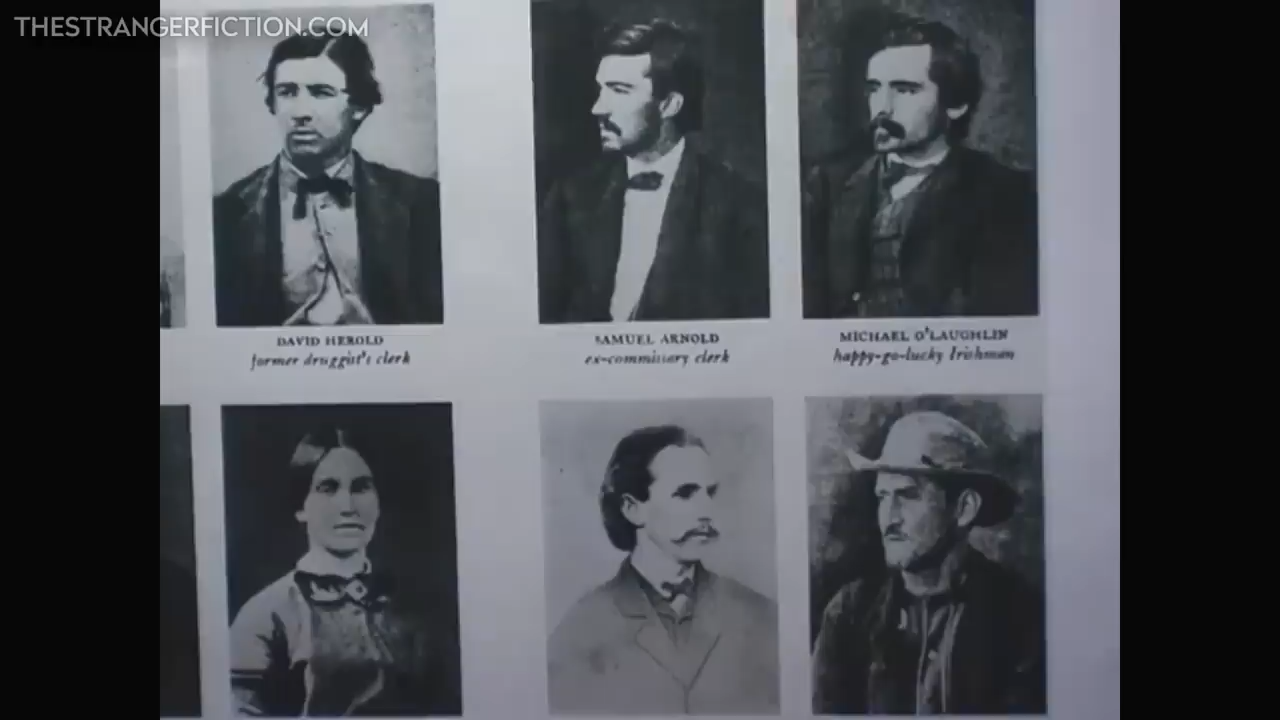 THESTRANGERFICTION.COM
DAVID HEROLD
former druggist's clerk
SAMUEL ARNOLD
ex-commissary clerk
MICHAEL O'LAUGHLIN
happy-go-lucky Irishman